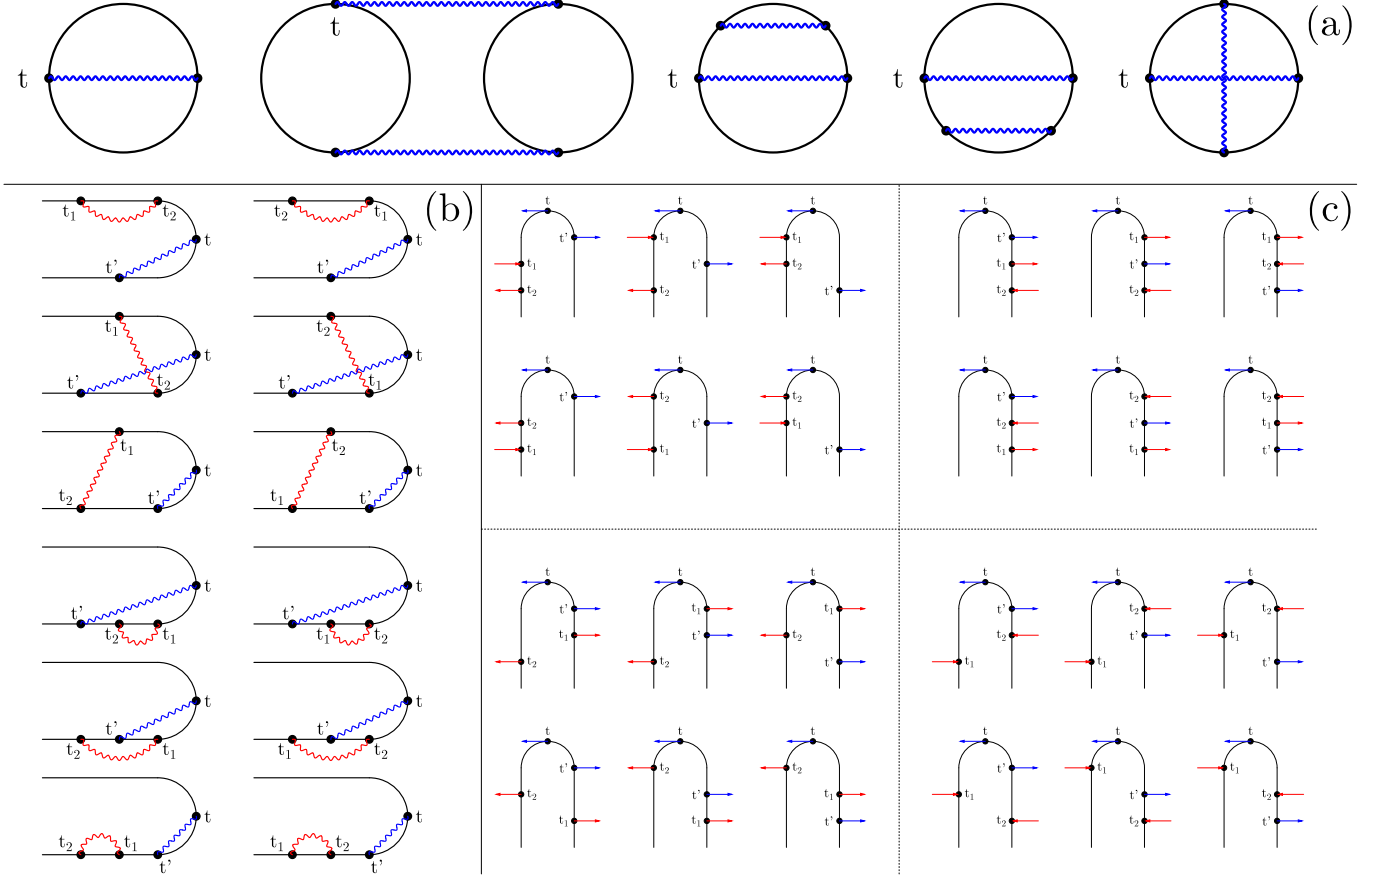 (a)
t
t t t t
(b)
t₁ t₂ t₂ t₁
t t
t' t'
t₁ t₂
t t
t' t₂ t' t₁
t₁ t₂
t t
t₂ t' t₁ t'
t t
t' t'
t₂ t₁ t₁ t₂
t t
t' t'
t₂ t₁ t₁ t₂
t t
t₂ t₁ t₁ t₂
t' t'
(c)
t t t t t t
t' t₁ t₁ t' t₁ t₁
t₁ t' t₂ t₁ t' t₂
t₂ t₂ t' t₂ t₂ t'
t t t t t t
t' t₂ t₂ t' t₂ t₂
t₂ t' t₁ t₂ t' t₁
t₁ t₁ t' t₁ t₁ t'
t t t t t t
t' t₁ t₁ t' t₂ t₂
t₁ t' t₂ t₂ t' t₁
t₂ t₂ t' t₁ t₁ t'
t t t t t t
t' t₂ t₂ t' t₁ t₁
t₂ t' t₁ t₁ t' t₂
t₁ t₁ t' t₂ t₂ t'